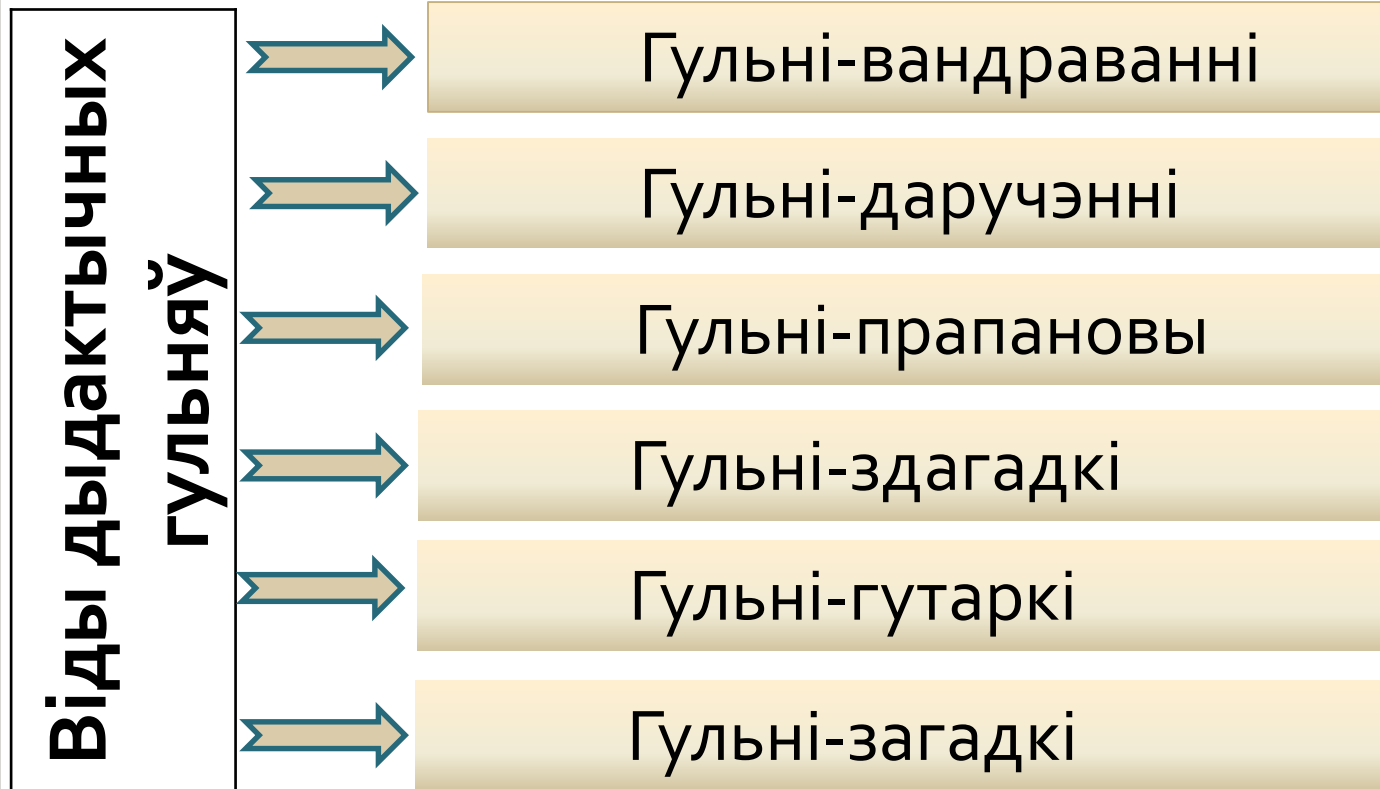 Віды дыдактычных
гульняў
Гульні-вандраванні
Гульні-даручэнні
Гульні-прапановы
Гульні-здагадкі
Гульні-гутаркі
Гульні-загадкі